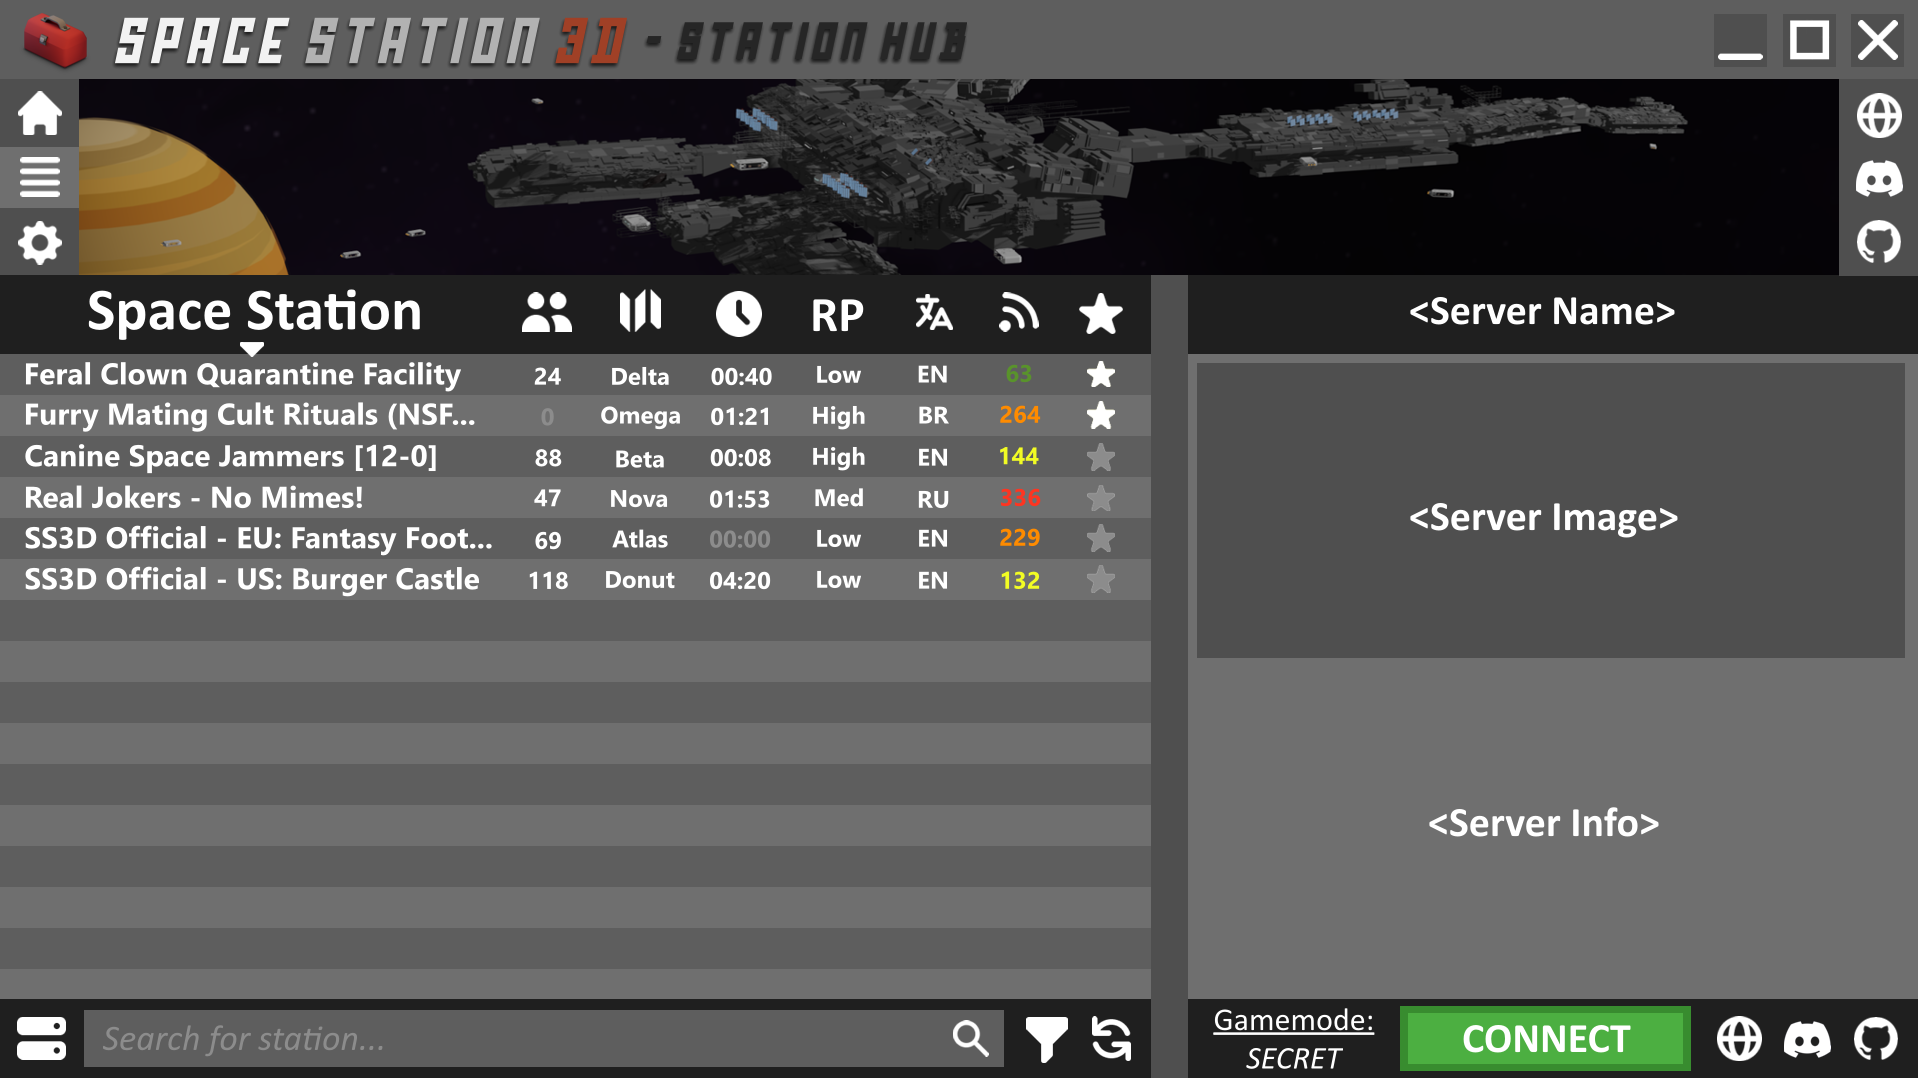 SPACE STATION 3D - STATION HUB
Space Station RP
Feral Clown Quarantine Facility 24 Delta 00:40 Low EN 63
Furry Mating Cult Rituals (NSF... 0 Omega 01:21 High BR 264
Canine Space Jammers [12-0] 88 Beta 00:08 High EN 144
Real Jokers - No Mimes! 47 Nova 01:53 Med RU 336
SS3D Official - EU: Fantasy Foot... 69 Atlas 00:00 Low EN 229
SS3D Official - US: Burger Castle 118 Donut 04:20 Low EN 132
Search for station...
<Server Name>
<Server Image>
<Server Info>
Gamemode:
SECRET
CONNECT